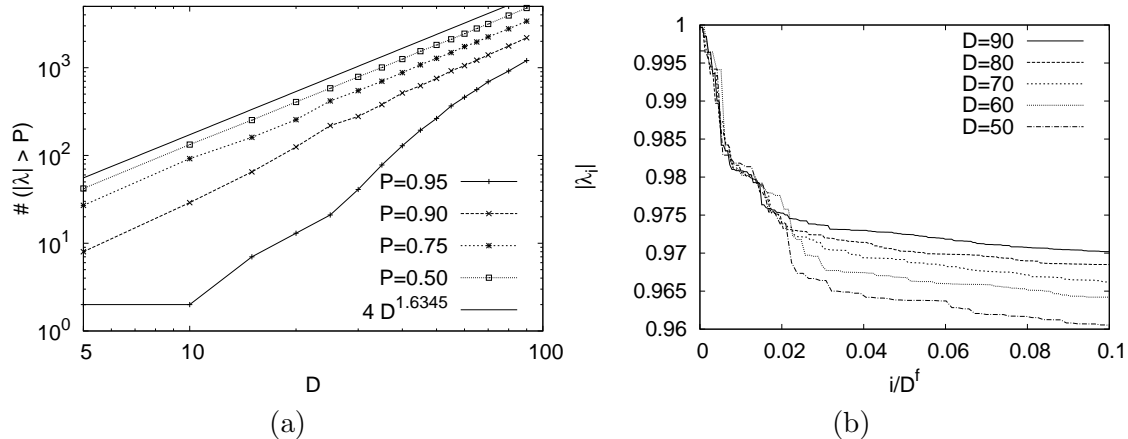 10^3
10^2
10^1
10^0
# (|λ| > P)
P=0.95
P=0.90
P=0.75
P=0.50
4 D^1.6345
5
10
100
D
(a)
1
0.995
0.99
0.985
0.98
0.975
0.97
0.965
0.96
|λ_i|
D=90
D=80
D=70
D=60
D=50
0
0.02
0.04
0.06
0.08
0.1
i/D^f
(b)